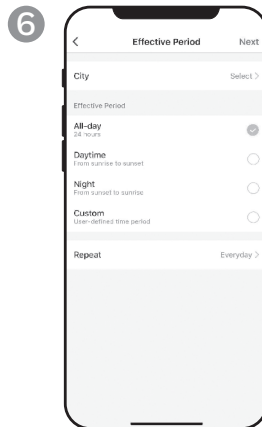 6
Effective Period Next
City Select >
Effective Period
All-day
24 hours
Daytime
From sunrise to sunset
Night
From sunset to sunrise
Custom
User-defined time period
Repeat Everyday >